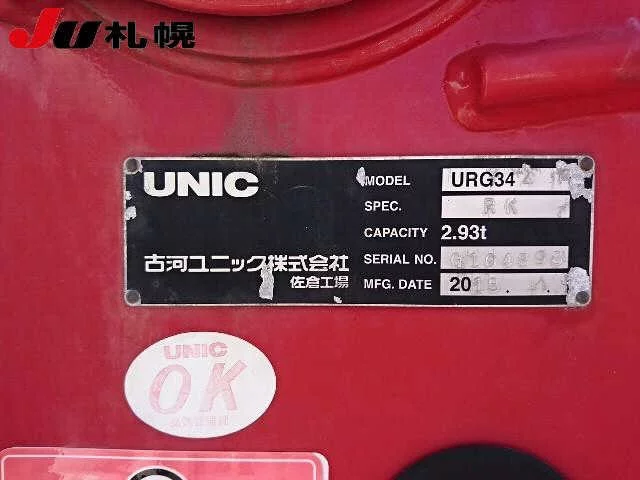 JU札幌
UNIC
MODEL URG34
SPEC. RK
CAPACITY 2.93t
古河ユニック株式会社
佐倉工場
SERIAL NO.
MFG. DATE 20
UNIC
OK